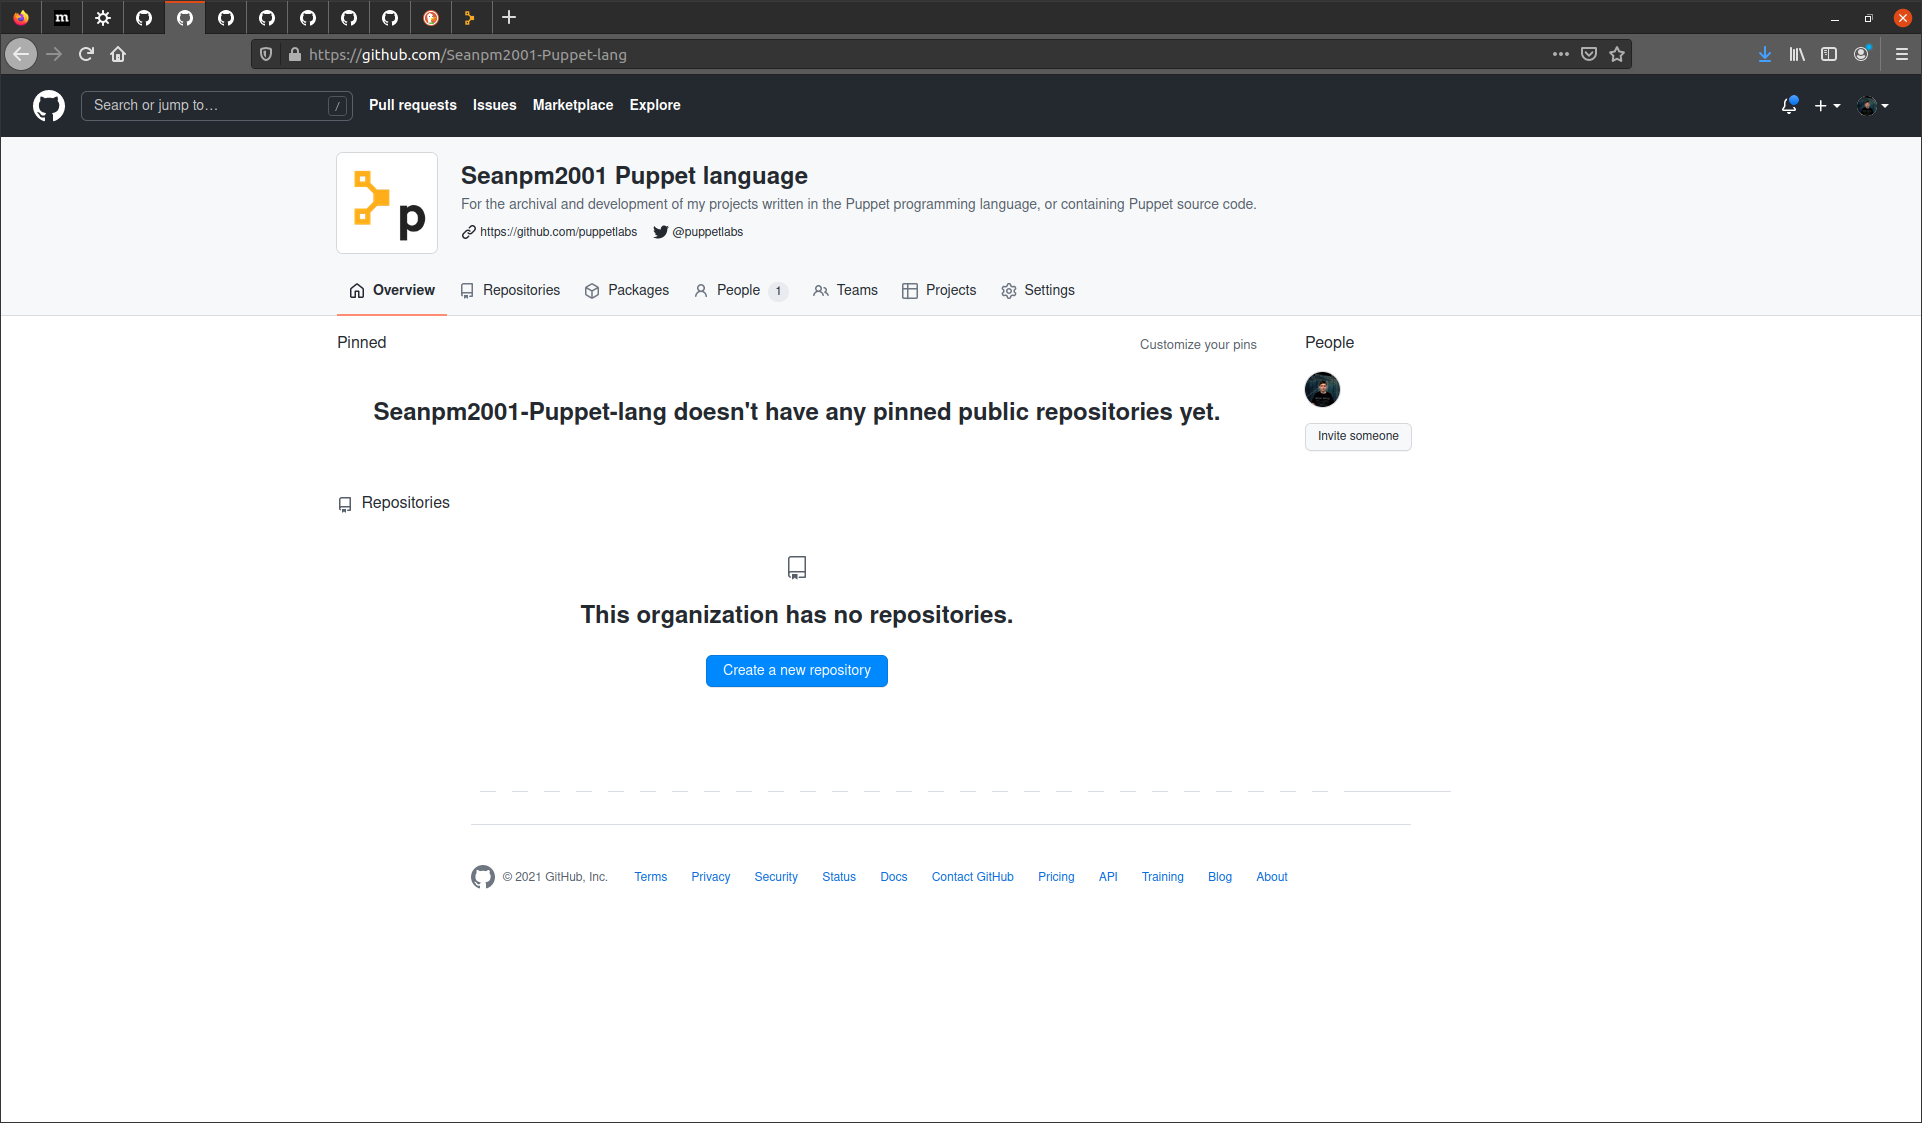 m
https://github.com/Seanpm2001-Puppet-lang
Search or jump to… /
Pull requests Issues Marketplace Explore
p
Seanpm2001 Puppet language
For the archival and development of my projects written in the Puppet programming language, or containing Puppet source code.
https://github.com/puppetlabs @puppetlabs
Overview Repositories Packages People 1 Teams Projects Settings
Pinned Customize your pins People
Seanpm2001-Puppet-lang doesn't have any pinned public repositories yet.
Invite someone
Repositories
This organization has no repositories.
Create a new repository
© 2021 GitHub, Inc. Terms Privacy Security Status Docs Contact GitHub Pricing API Training Blog About